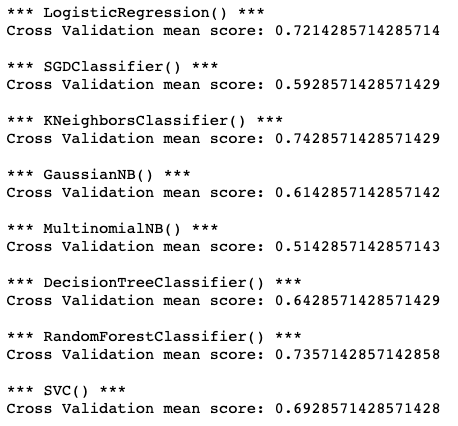 *** LogisticRegression() ***
Cross Validation mean score: 0.7214285714285714
*** SGDClassifier() ***
Cross Validation mean score: 0.5928571428571429
*** KNeighborsClassifier() ***
Cross Validation mean score: 0.7428571428571429
*** GaussianNB() ***
Cross Validation mean score: 0.6142857142857142
*** MultinomialNB() ***
Cross Validation mean score: 0.5142857142857143
*** DecisionTreeClassifier() ***
Cross Validation mean score: 0.6428571428571429
*** RandomForestClassifier() ***
Cross Validation mean score: 0.7357142857142858
*** SVC() ***
Cross Validation mean score: 0.6928571428571428